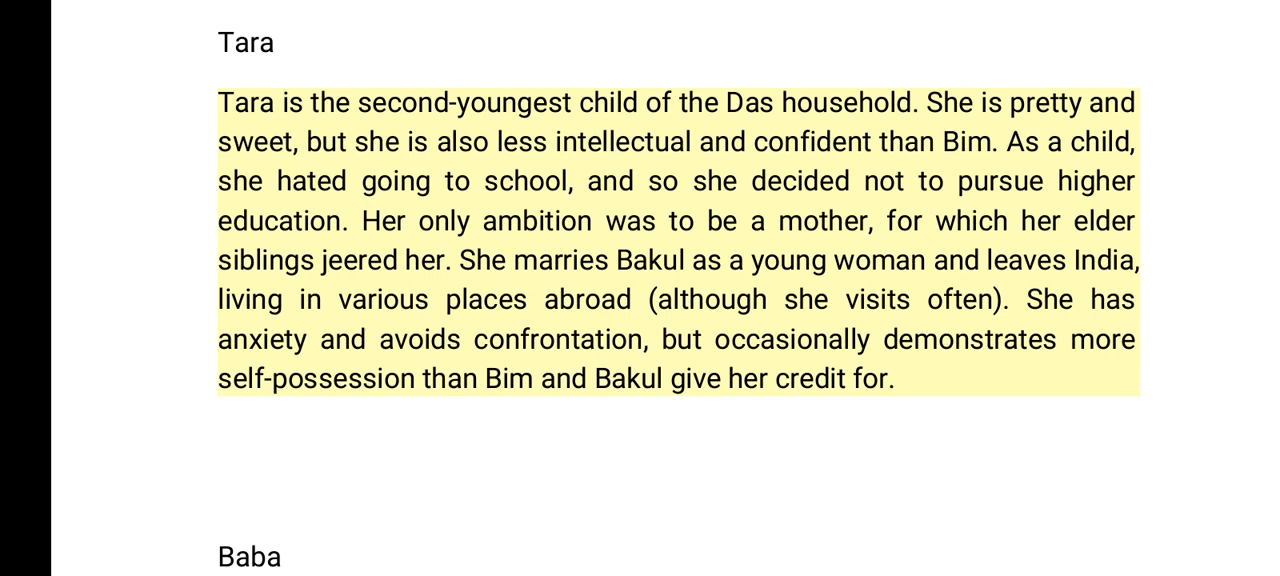 Tara
Tara is the second-youngest child of the Das household. She is pretty and
sweet, but she is also less intellectual and confident than Bim. As a child,
she hated going to school, and so she decided not to pursue higher
education. Her only ambition was to be a mother, for which her elder
siblings jeered her. She marries Bakul as a young woman and leaves India,
living in various places abroad (although she visits often). She has
anxiety and avoids confrontation, but occasionally demonstrates more
self-possession than Bim and Bakul give her credit for.
Baba